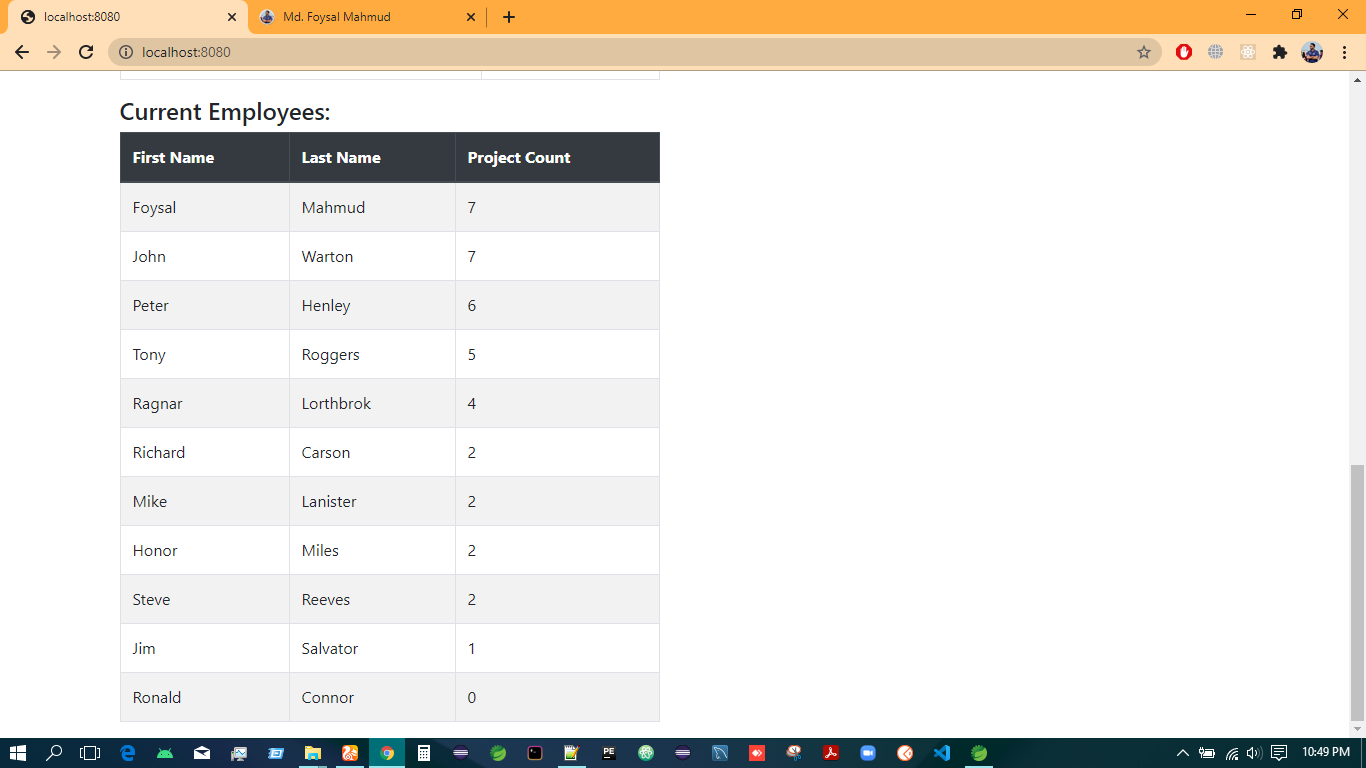 localhost:8080
Md. Foysal Mahmud
localhost:8080
Current Employees:
First Name Last Name Project Count
Foysal Mahmud 7
John Warton 7
Peter Henley 6
Tony Roggers 5
Ragnar Lorthbrok 4
Richard Carson 2
Mike Lanister 2
Honor Miles 2
Steve Reeves 2
Jim Salvator 1
Ronald Connor 0
PE
10:49 PM